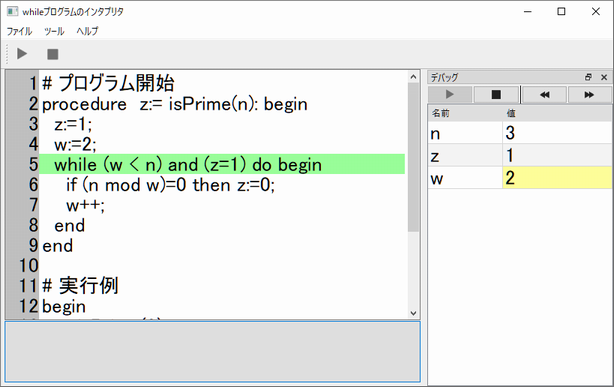 whileプログラムのインタプリタ
ファイル ツール ヘルプ
1 # プログラム開始
2 procedure z:= isPrime(n): begin
3 z:=1;
4 w:=2;
5 while (w < n) and (z=1) do begin
6 if (n mod w)=0 then z:=0;
7 w++;
8 end
9 end
10
11 # 実行例
12 begin
デバッグ
名前 値
n 3
z 1
w 2